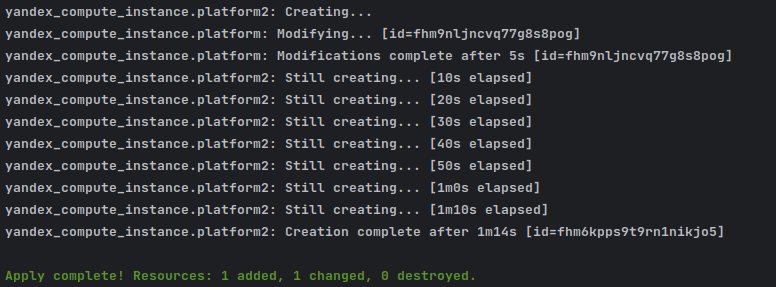 yandex_compute_instance.platform2: Creating...
yandex_compute_instance.platform: Modifying... [id=fhm9nljncvq77g8s8pog]
yandex_compute_instance.platform: Modifications complete after 5s [id=fhm9nljncvq77g8s8pog]
yandex_compute_instance.platform2: Still creating... [10s elapsed]
yandex_compute_instance.platform2: Still creating... [20s elapsed]
yandex_compute_instance.platform2: Still creating... [30s elapsed]
yandex_compute_instance.platform2: Still creating... [40s elapsed]
yandex_compute_instance.platform2: Still creating... [50s elapsed]
yandex_compute_instance.platform2: Still creating... [1m0s elapsed]
yandex_compute_instance.platform2: Still creating... [1m10s elapsed]
yandex_compute_instance.platform2: Creation complete after 1m14s [id=fhm6kpps9t9rn1nikjo5]
Apply complete! Resources: 1 added, 1 changed, 0 destroyed.